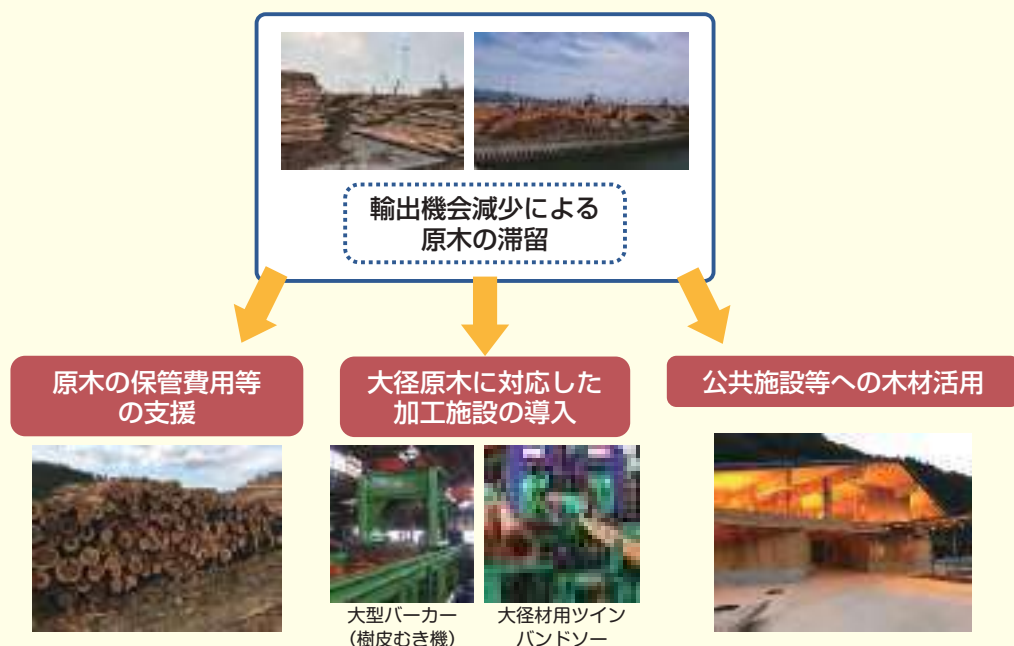 輸出機会減少による
原木の滞留
原木の保管費用等
の支援
大径原木に対応した
加工施設の導入
公共施設等への木材活用
大型バーカー
（樹皮むき機）
大径材用ツイン
バンドソー